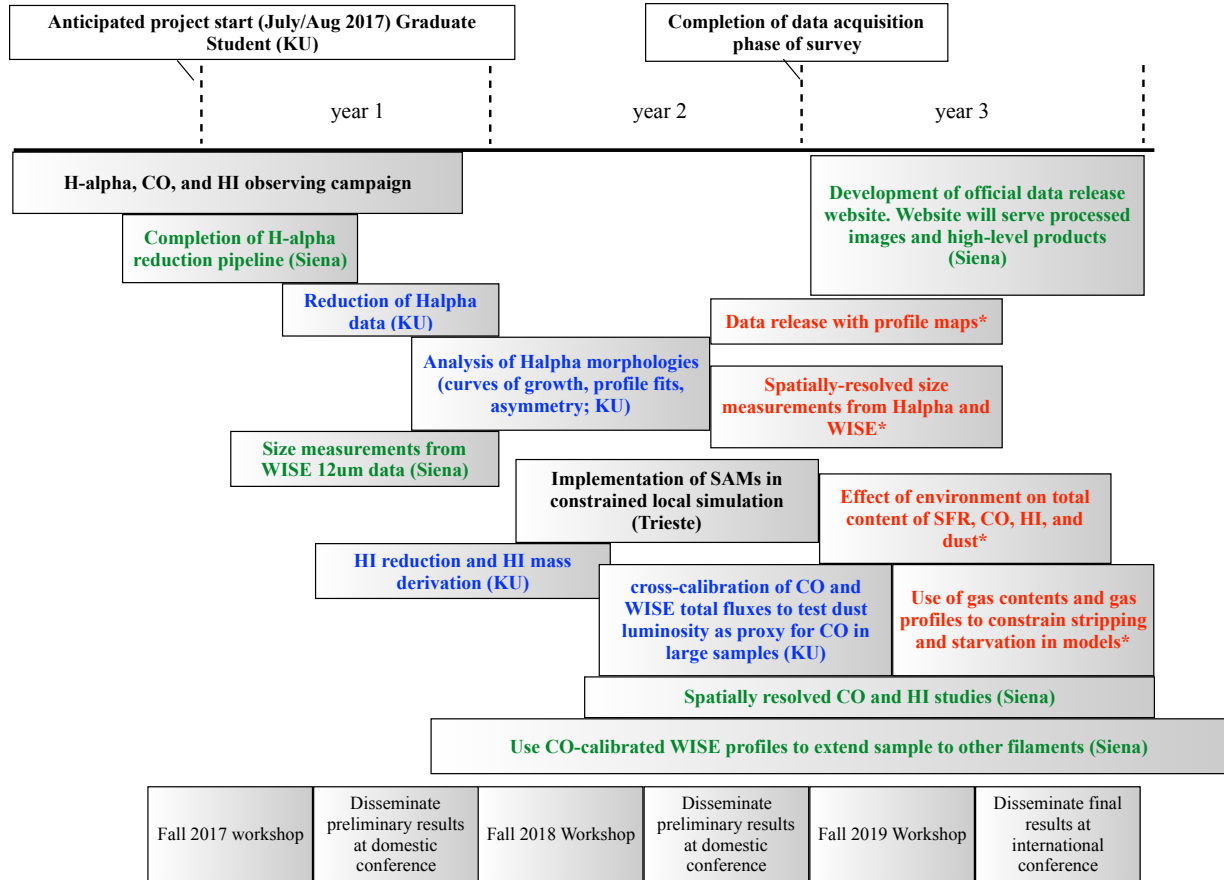 Anticipated project start (July/Aug 2017) Graduate
Student (KU)
Completion of data acquisition
phase of survey
year 1
year 2
year 3
H-alpha, CO, and HI observing campaign
Development of official data release
website. Website will serve processed
images and high-level products
(Siena)
Completion of H-alpha
reduction pipeline (Siena)
Reduction of Halpha
data (KU)
Data release with profile maps*
Analysis of Halpha morphologies
(curves of growth, profile fits,
asymmetry; KU)
Spatially-resolved size
measurements from Halpha and
WISE*
Size measurements from
WISE 12um data (Siena)
Implementation of SAMs in
constrained local simulation
(Trieste)
Effect of environment on total
content of SFR, CO, HI, and
dust*
HI reduction and HI mass
derivation (KU)
cross-calibration of CO and
WISE total fluxes to test dust
luminosity as proxy for CO in
large samples (KU)
Use of gas contents and gas
profiles to constrain stripping
and starvation in models*
Spatially resolved CO and HI studies (Siena)
Use CO-calibrated WISE profiles to extend sample to other filaments (Siena)
Fall 2017 workshop
Disseminate
preliminary results
at domestic
conference
Fall 2018 Workshop
Disseminate
preliminary results
at domestic
conference
Fall 2019 Workshop
Disseminate final
results at
international
conference